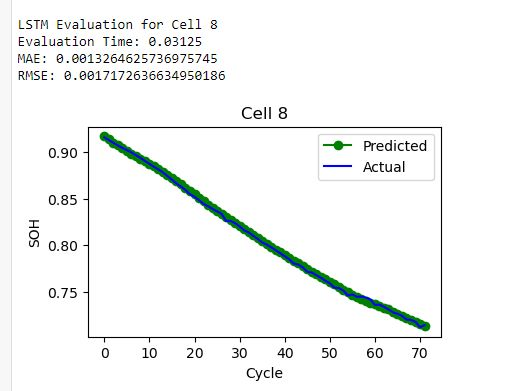 LSTM Evaluation for Cell 8
Evaluation Time: 0.03125
MAE: 0.0013264625736975745
RMSE: 0.0017172636634950186
Cell 8
Predicted
Actual
0.90
0.85
0.80
0.75
SOH
0 10 20 30 40 50 60 70
Cycle